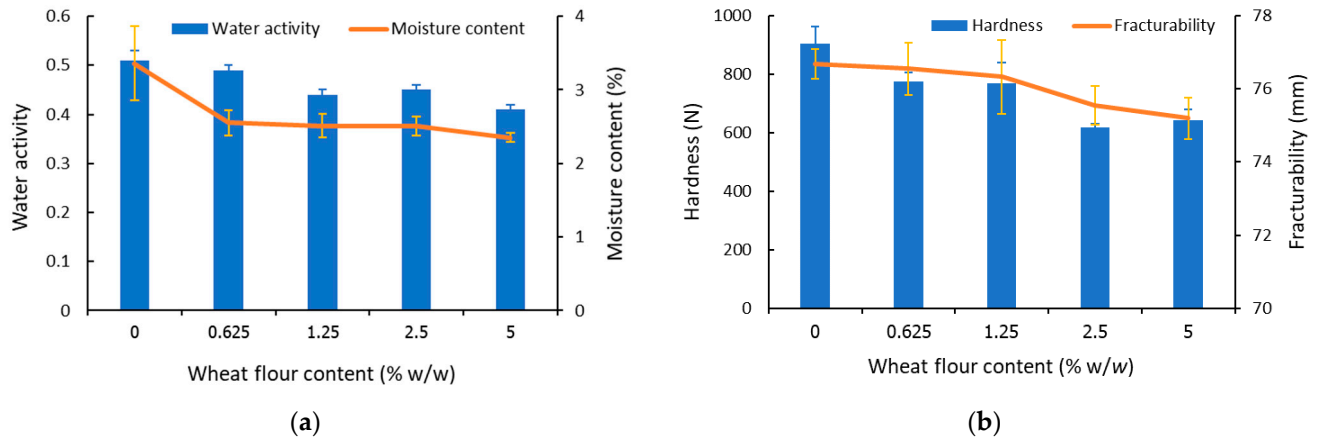 Water activity
Moisture content
0.6
0.5
0.4
0.3
0.2
0.1
0
Water activity
4
3
2
1
0
Moisture content (%)
0 0.625 1.25 2.5 5
Wheat flour content (% w/w)
(a)
Hardness
Fracturability
1000
800
600
400
200
0
Hardness (N)
78
76
74
72
70
Fracturability (mm)
0 0.625 1.25 2.5 5
Wheat flour content (% w/w)
(b)